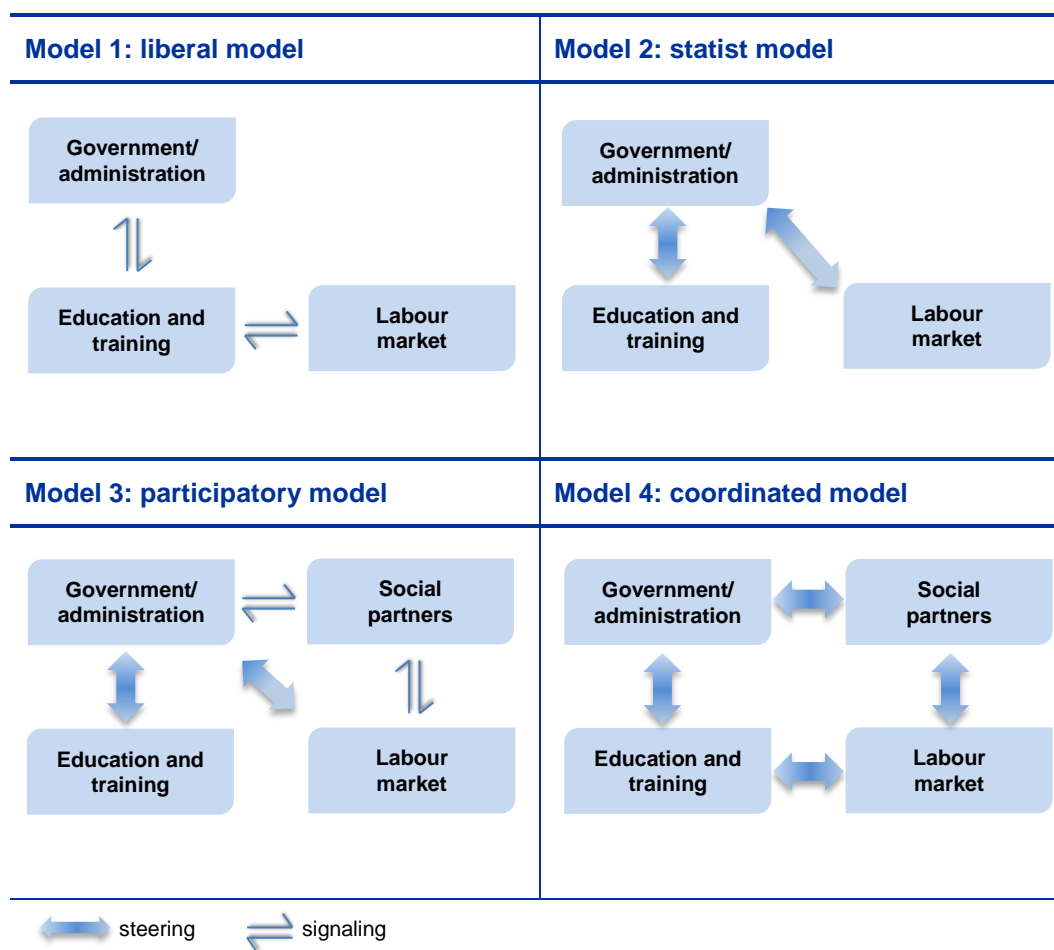 Model 1: liberal model
Model 2: statist model
Government/
administration
Education and
training
Labour
market
Government/
administration
Education and
training
Labour
market
Model 3: participatory model
Model 4: coordinated model
Government/
administration
Social
partners
Education and
training
Labour
market
Government/
administration
Social
partners
Education and
training
Labour
market
steering
signaling